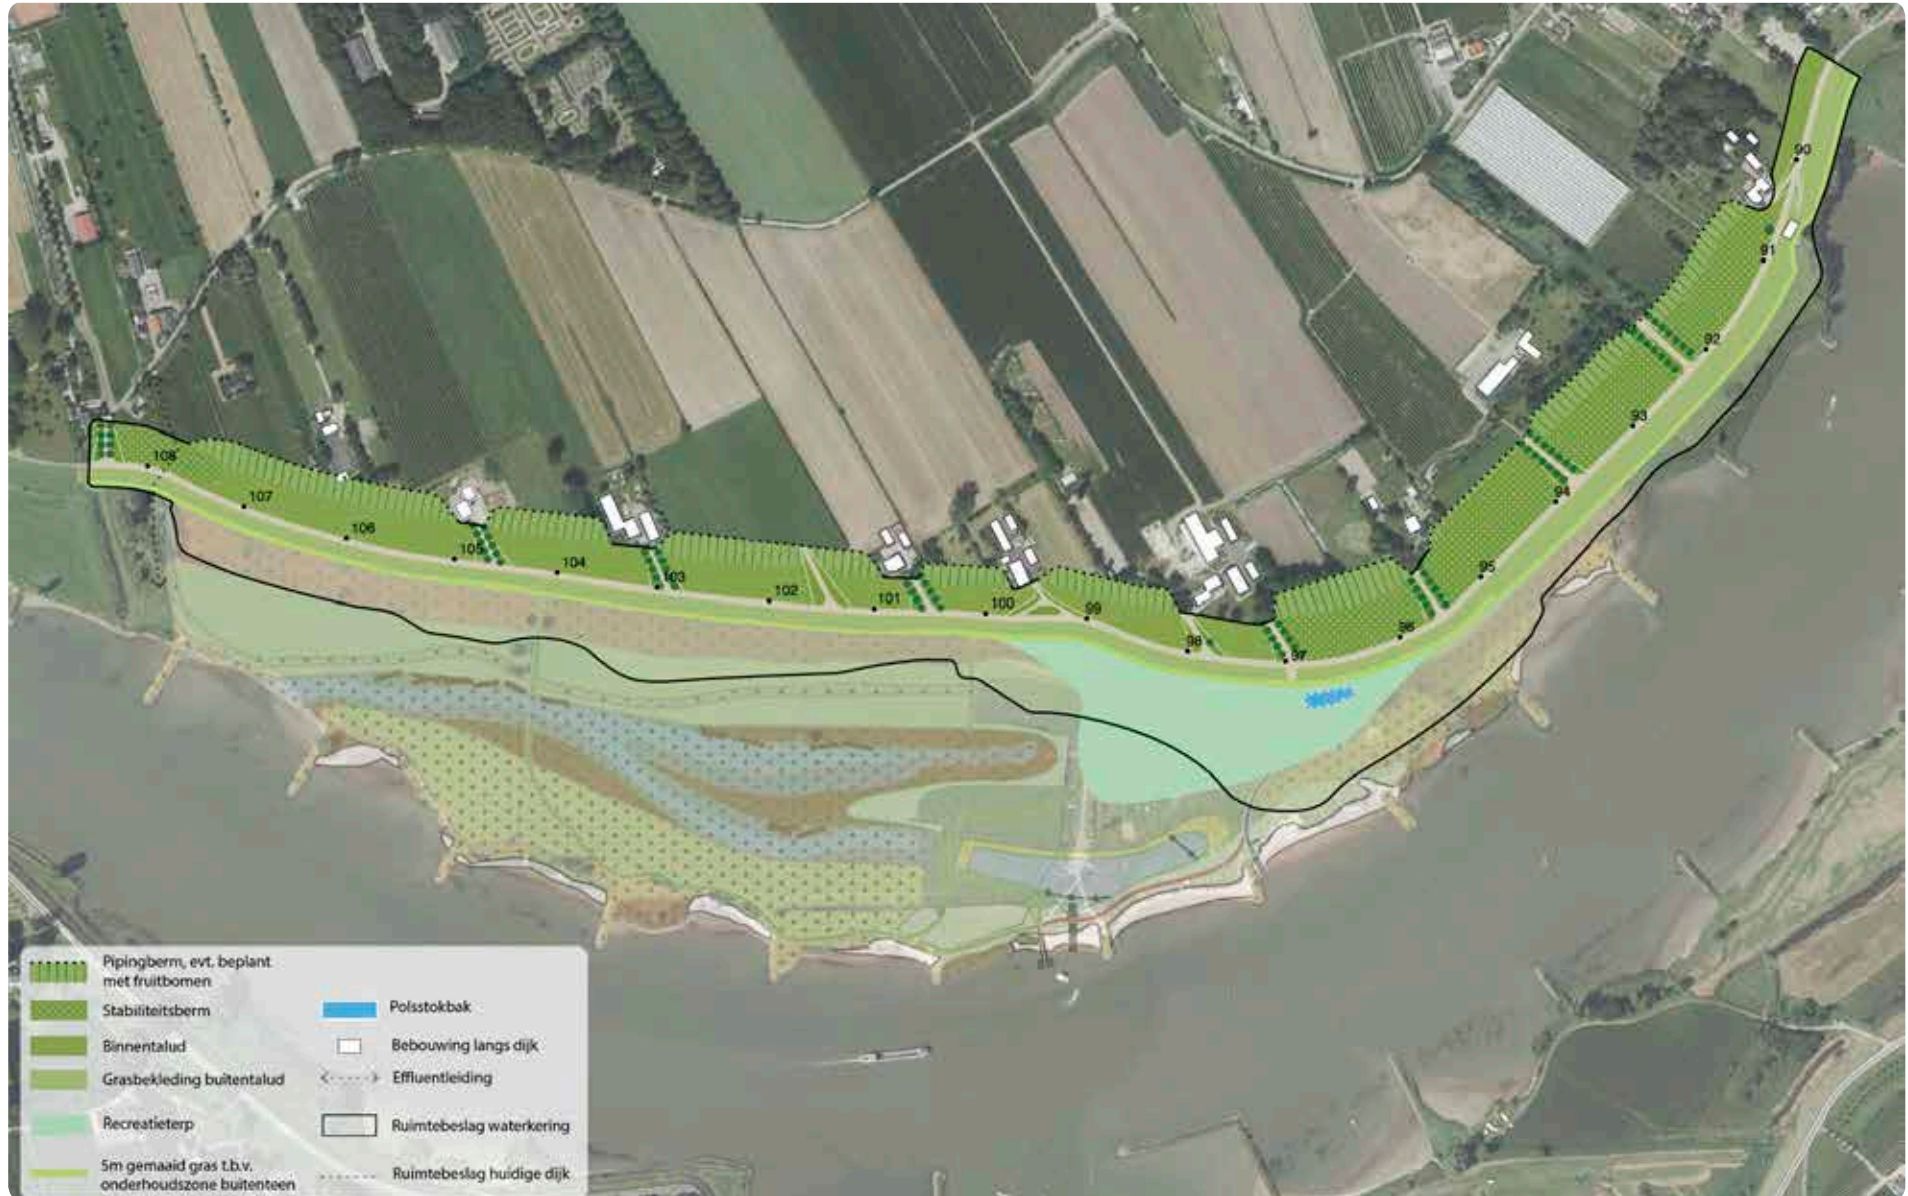 90
91
92
93
108
107
94
106
105
104
95
103
102
101
100
99
96
98
97
Pipingberm, evt. beplant
met fruitbomen
Stabiliteitsberm
Binnentalud
Grasbekleding buitentalud
Recreatieterp
5m gemaaid gras t.b.v.
onderhoudszone buitenteen
Polsstokbak
Bebouwing langs dijk
Effluentleiding
Ruimtebeslag waterkering
Ruimtebeslag huidige dijk